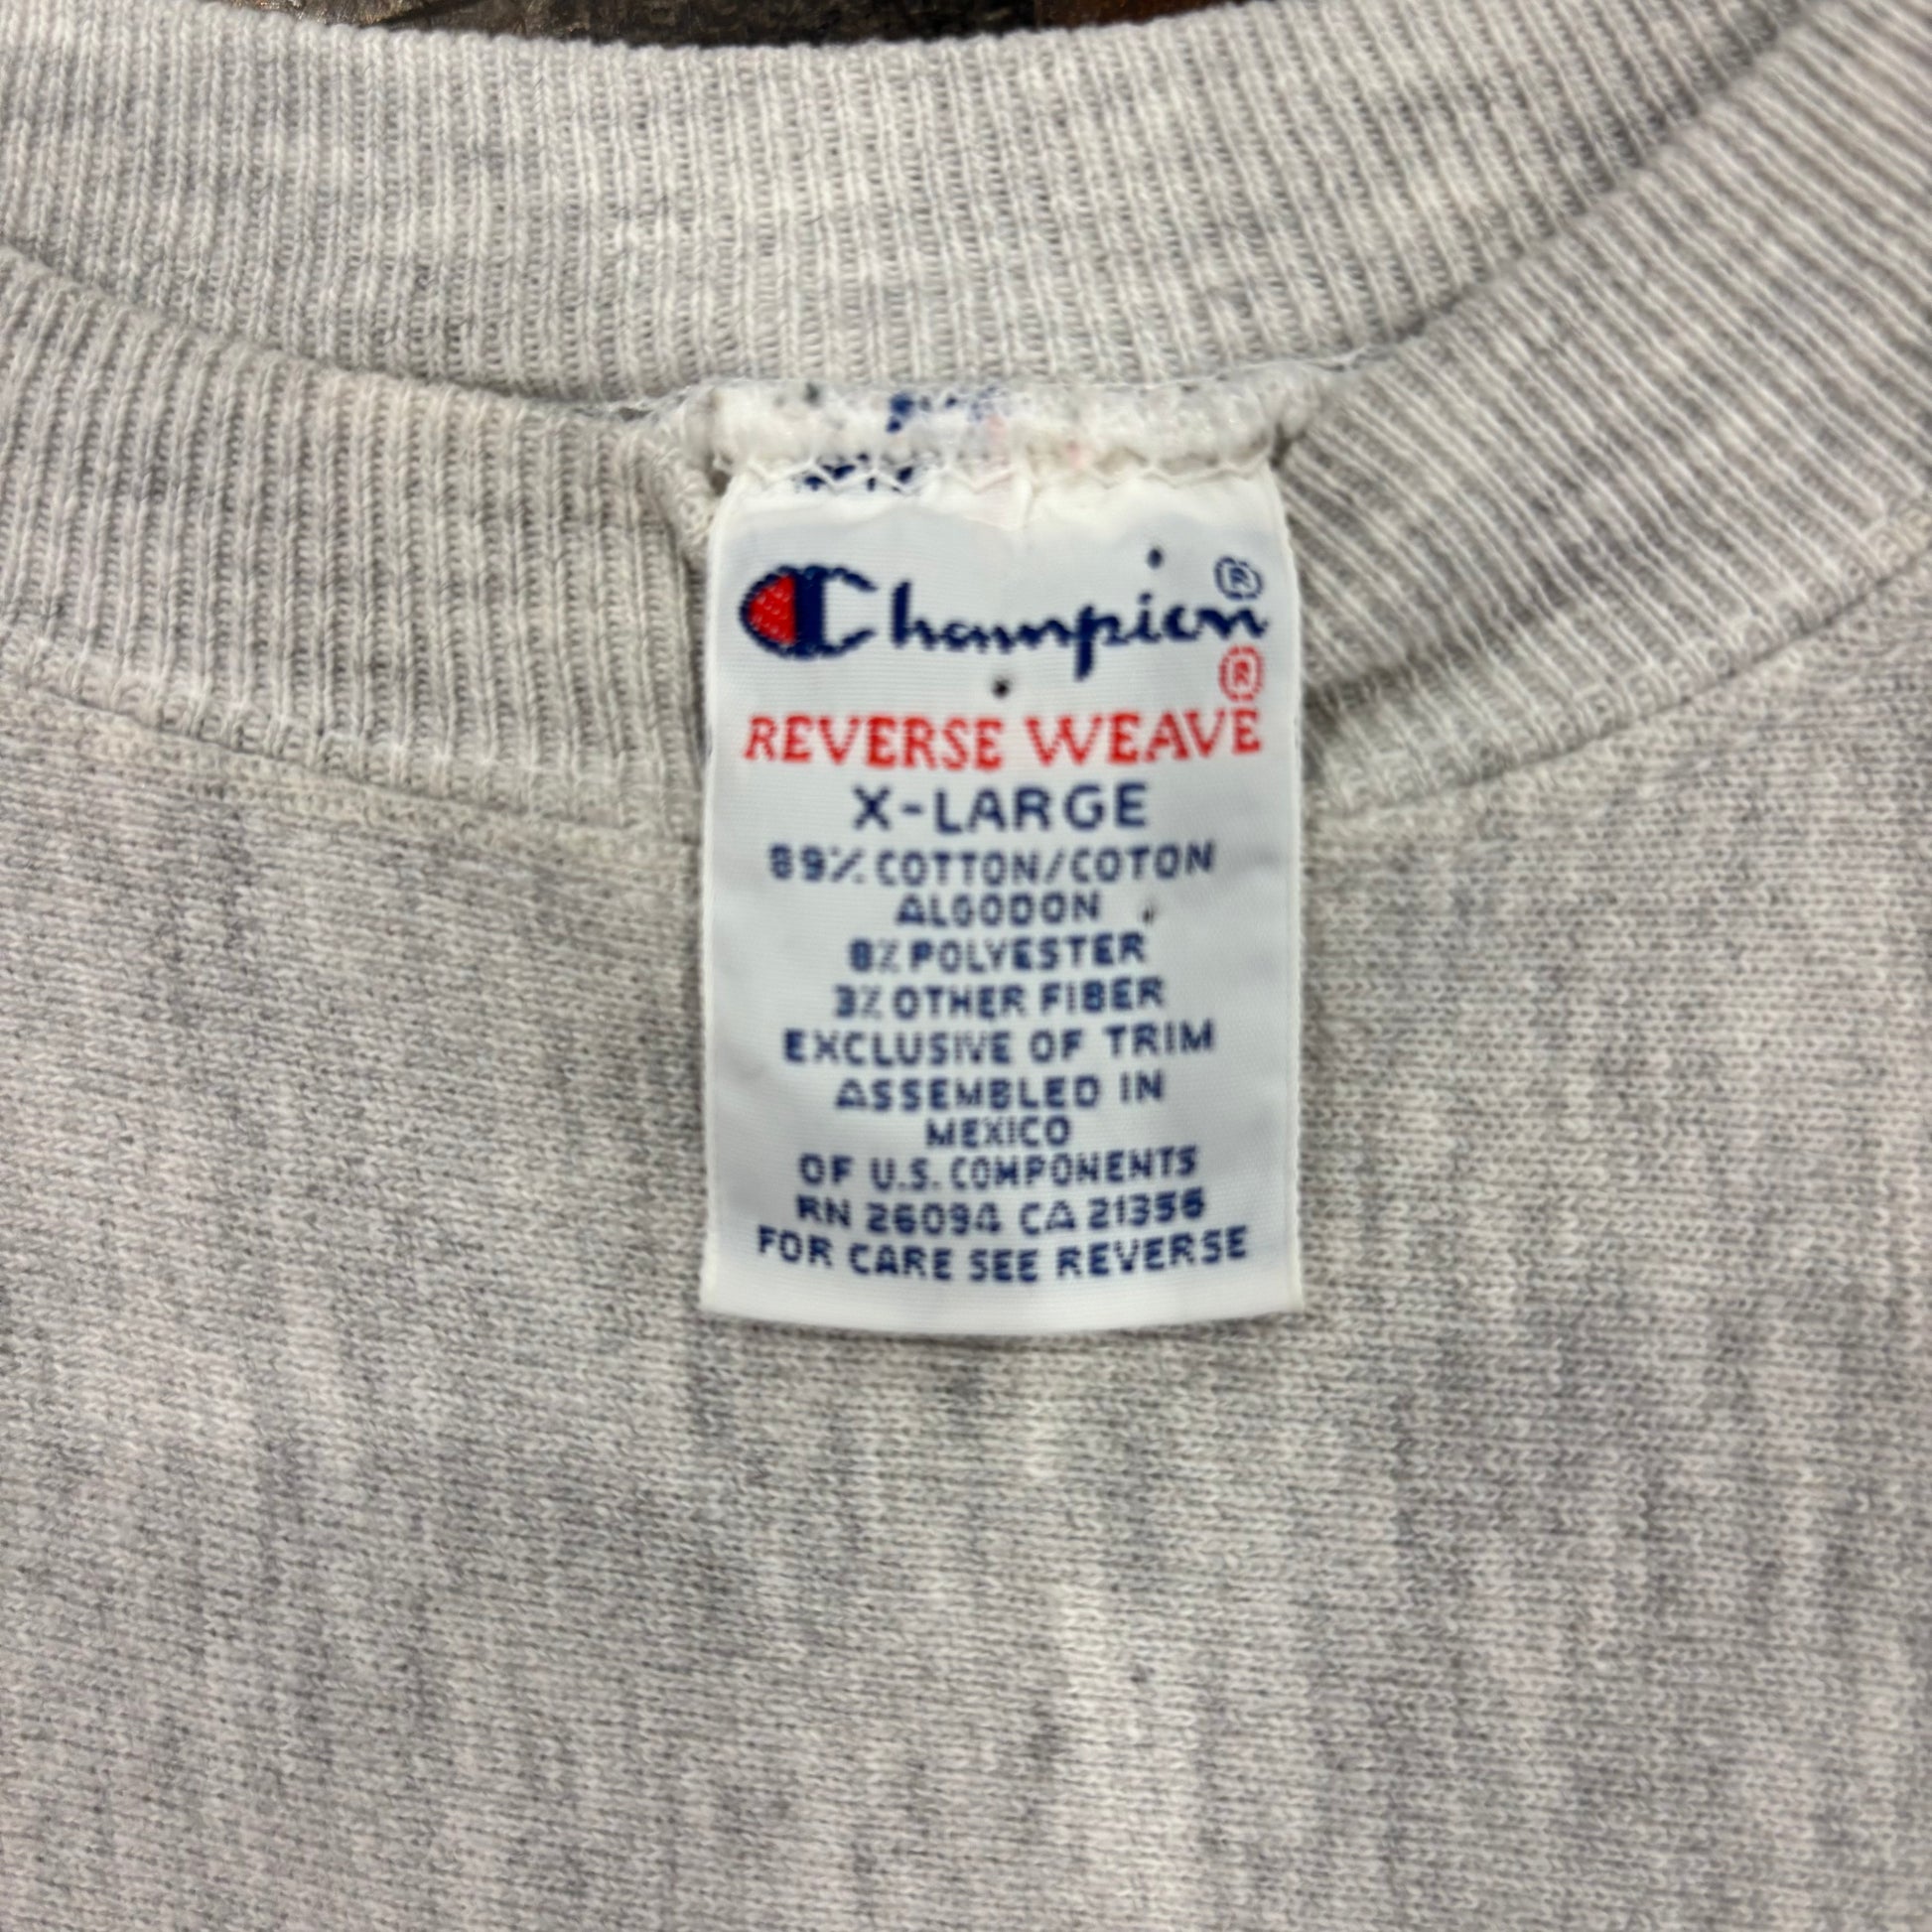 Champion®
®
REVERSE WEAVE
X-LARGE
89% COTTON/COTON
ALGODON
8% POLYESTER
3% OTHER FIBER
EXCLUSIVE OF TRIM
ASSEMBLED IN
MEXICO
OF U.S. COMPONENTS
RN 26094 CA 21356
FOR CARE SEE REVERSE